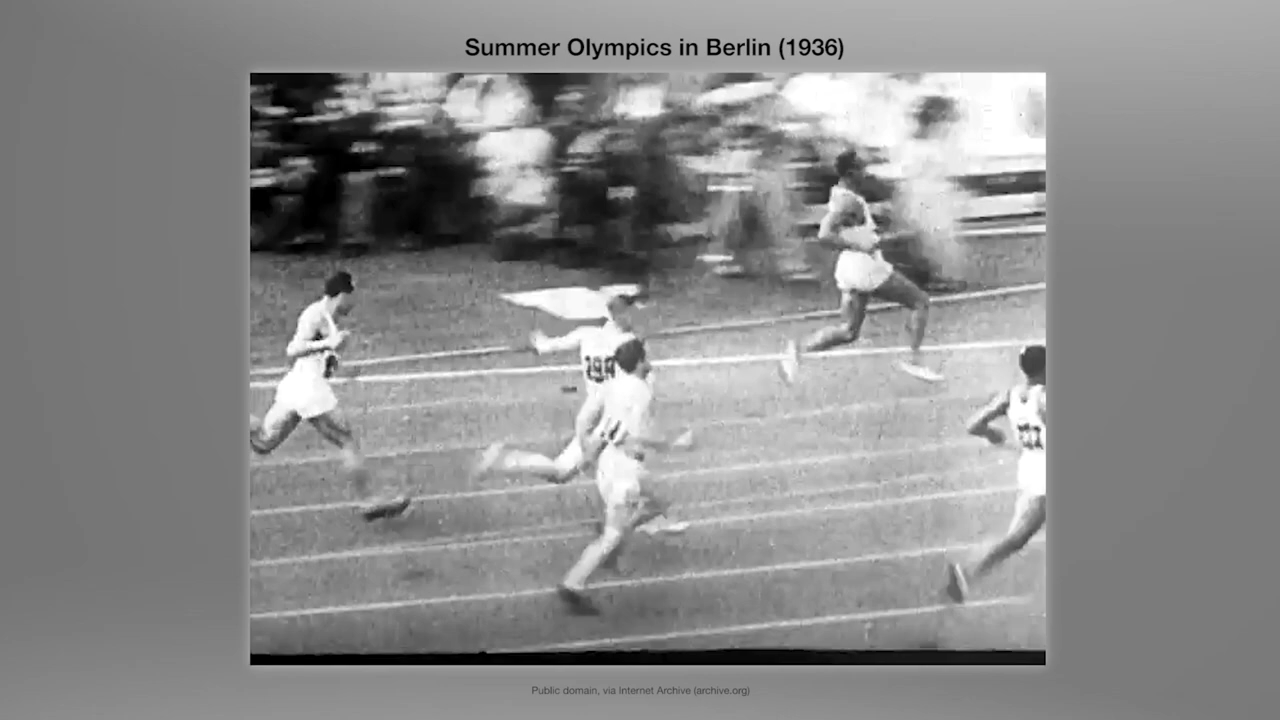 Summer Olympics in Berlin (1936)
Public domain, via Internet Archive (archive.org)